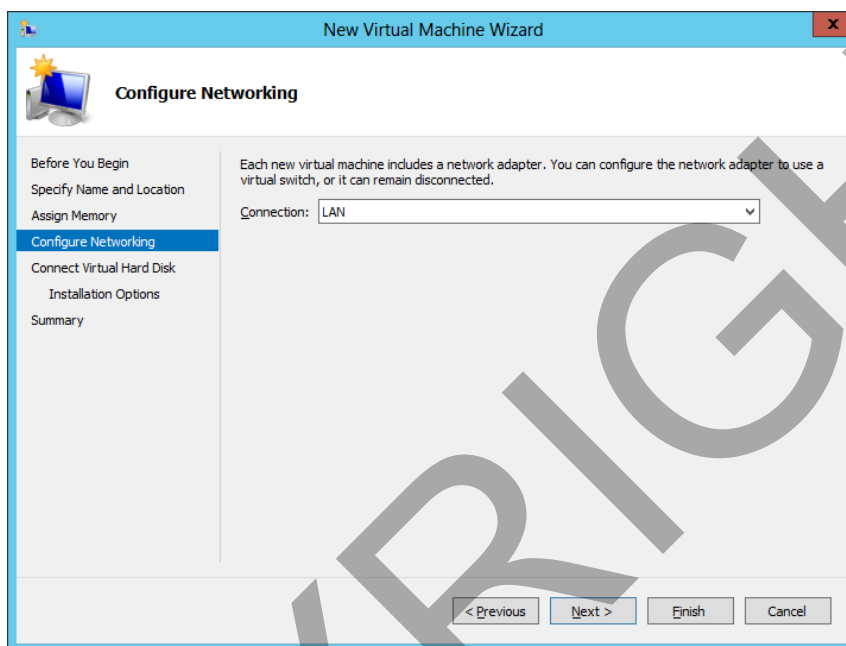 New Virtual Machine Wizard
x
Configure Networking
Before You Begin
Specify Name and Location
Assign Memory
Configure Networking
Connect Virtual Hard Disk
Installation Options
Summary
Each new virtual machine includes a network adapter. You can configure the network adapter to use a
virtual switch, or it can remain disconnected.
Connection: LAN
< Previous Next > Finish Cancel